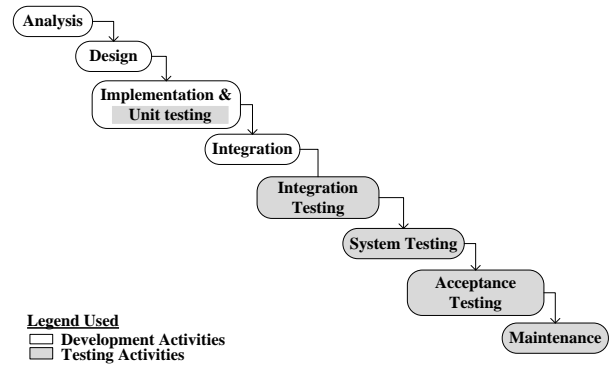 Analysis
Design
Implementation &
Unit testing
Integration
Integration
Testing
System Testing
Acceptance
Testing
Maintenance
Legend Used
Development Activities
Testing Activities